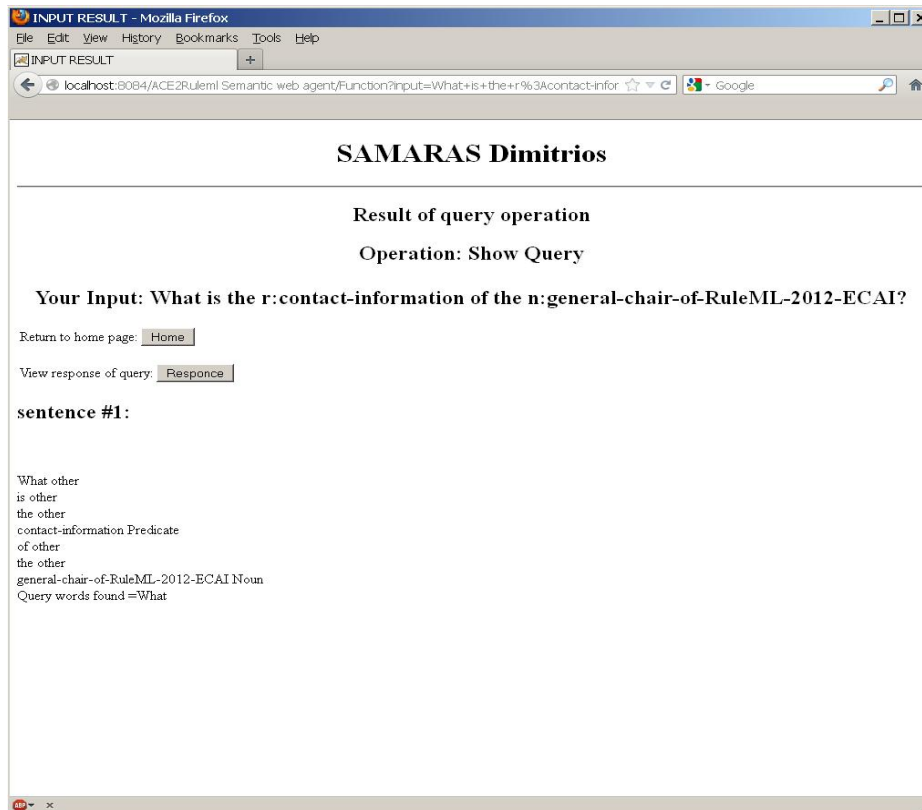 INPUT RESULT - Mozilla Firefox
File Edit View History Bookmarks Tools Help
INPUT RESULT +
localhost:8084/ACE2Ruleml Semantic web agent/Function?input=What+is+the+r%3Acontact-infor Google
SAMARAS Dimitrios
Result of query operation
Operation: Show Query
Your Input: What is the r:contact-information of the n:general-chair-of-RuleML-2012-ECAI?
Return to home page: Home
View response of query: Responce
sentence #1:
What other
is other
the other
contact-information Predicate
of other
the other
general-chair-of-RuleML-2012-ECAI Noun
Query words found =What
ABP x